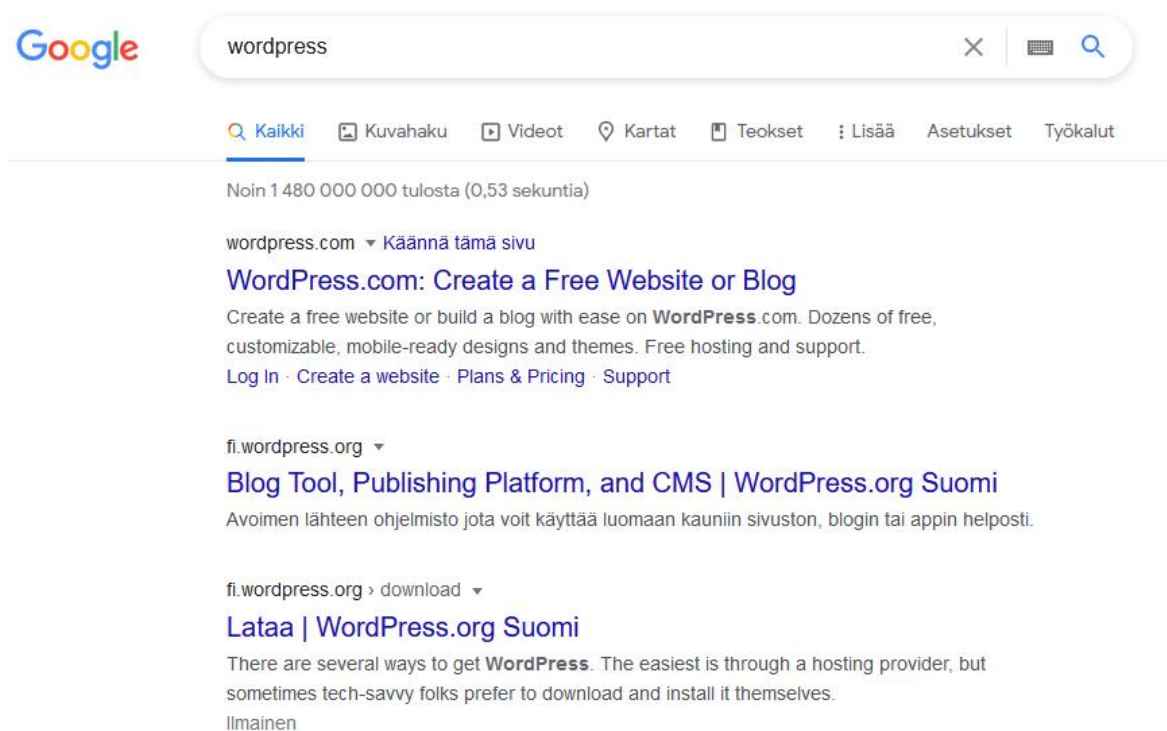 Google
wordpress
Kaikki Kuvahaku Videot Kartat Teokset Lisää Asetukset Työkalut
Noin 1 480 000 000 tulosta (0,53 sekuntia)
wordpress.com Käännä tämä sivu
WordPress.com: Create a Free Website or Blog
Create a free website or build a blog with ease on WordPress.com. Dozens of free,
customizable, mobile-ready designs and themes. Free hosting and support.
Log In · Create a website · Plans & Pricing · Support
fi.wordpress.org
Blog Tool, Publishing Platform, and CMS | WordPress.org Suomi
Avoimen lähteen ohjelmisto jota voit käyttää luomaan kauniin sivuston, blogin tai appin helposti.
fi.wordpress.org › download
Lataa | WordPress.org Suomi
There are several ways to get WordPress. The easiest is through a hosting provider, but
sometimes tech-savvy folks prefer to download and install it themselves.
Ilmainen